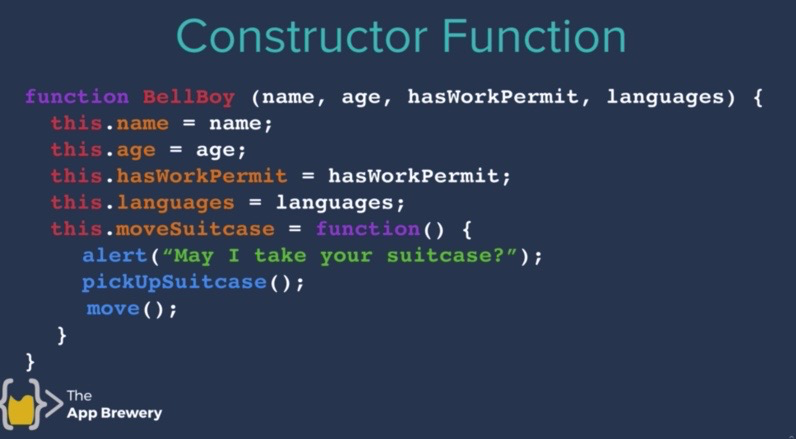 Constructor Function
function BellBoy (name, age, hasWorkPermit, languages) {
this.name = name;
this.age = age;
this.hasWorkPermit = hasWorkPermit;
this.languages = languages;
this.moveSuitcase = function() {
alert(“May I take your suitcase?”);
pickUpSuitcase();
move();
}
}
The
App Brewery